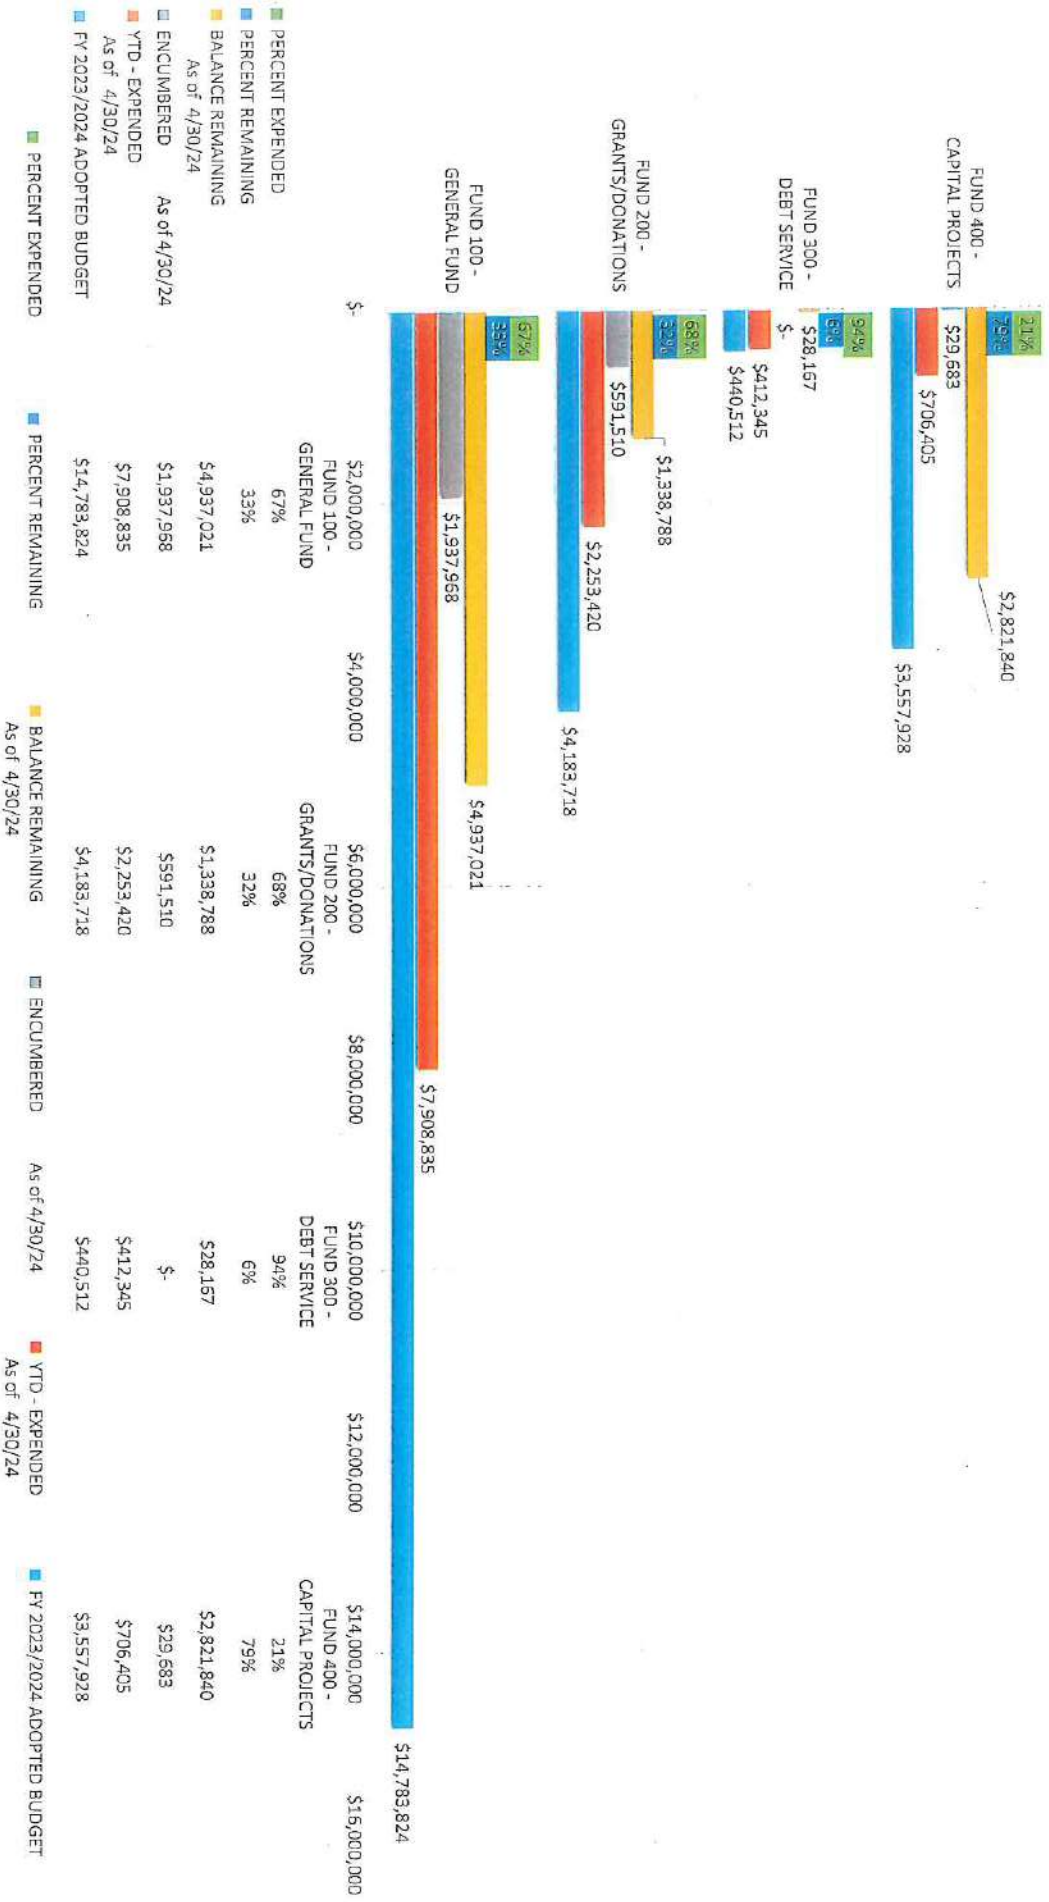 FUND 400 -
CAPITAL PROJECTS
21%
79%
$2,821,840
$29,683
$706,405
$3,557,928
FUND 300 -
DEBT SERVICE
94%
6%
$28,167
$-
$412,345
$440,512
FUND 200 -
GRANTS/DONATIONS
68%
32%
$1,338,788
$591,510
$2,253,420
$4,183,718
FUND 100 -
GENERAL FUND
67%
33%
$4,937,021
$1,937,968
$7,908,835
$14,783,824
$- $2,000,000 $4,000,000 $6,000,000 $8,000,000 $10,000,000 $12,000,000 $14,000,000 $16,000,000
FUND 100 - FUND 200 - FUND 300 - FUND 400 -
GENERAL FUND GRANTS/DONATIONS DEBT SERVICE CAPITAL PROJECTS
PERCENT EXPENDED 67% 68% 94% 21%
PERCENT REMAINING 33% 32% 6% 79%
BALANCE REMAINING $4,937,021 $1,338,788 $28,167 $2,821,840
As of 4/30/24
ENCUMBERED As of 4/30/24 $1,937,968 $591,510 $- $29,683
YTD - EXPENDED $7,908,835 $2,253,420 $412,345 $706,405
As of 4/30/24
FY 2023/2024 ADOPTED BUDGET $14,783,824 $4,183,718 $440,512 $3,557,928
PERCENT EXPENDED PERCENT REMAINING BALANCE REMAINING ENCUMBERED As of 4/30/24 YTD - EXPENDED FY 2023/2024 ADOPTED BUDGET
As of 4/30/24 As of 4/30/24